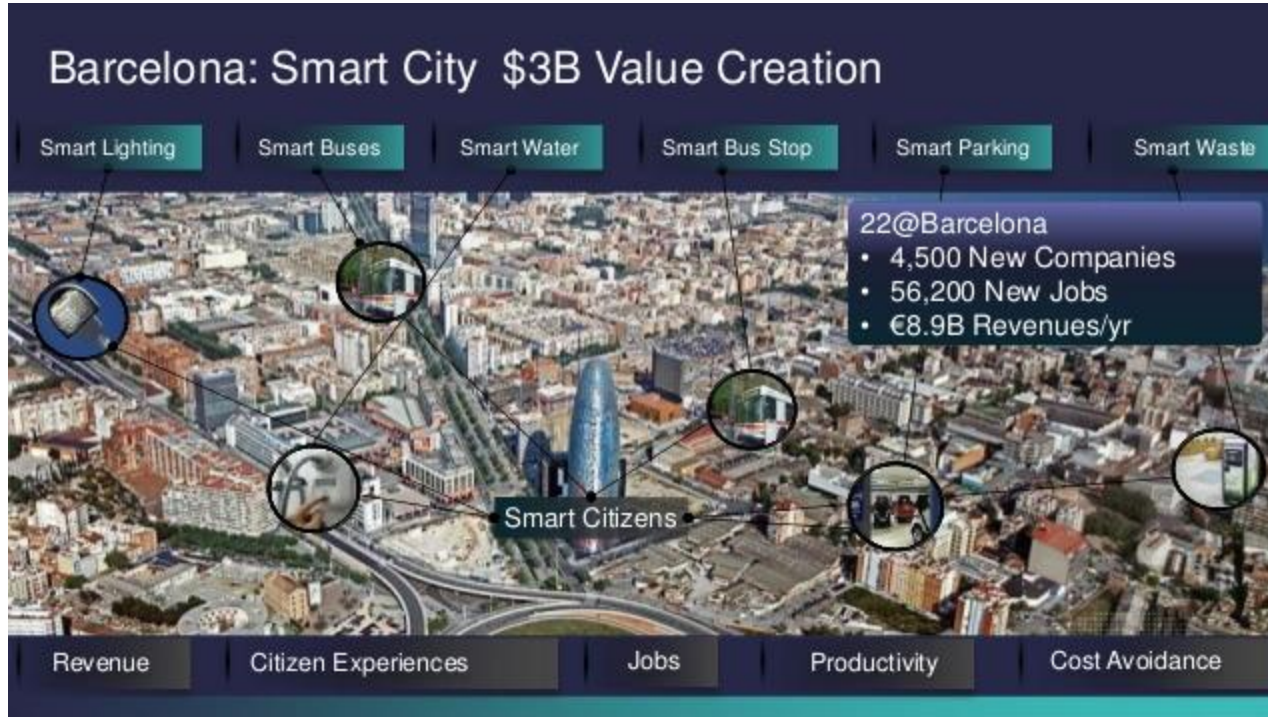 Barcelona: Smart City $3B Value Creation
Smart Lighting
Smart Buses
Smart Water
Smart Bus Stop
Smart Parking
Smart Waste
22@Barcelona
• 4,500 New Companies
• 56,200 New Jobs
• €8.9B Revenues/yr
Smart Citizens
Revenue
Citizen Experiences
Jobs
Productivity
Cost Avoidance